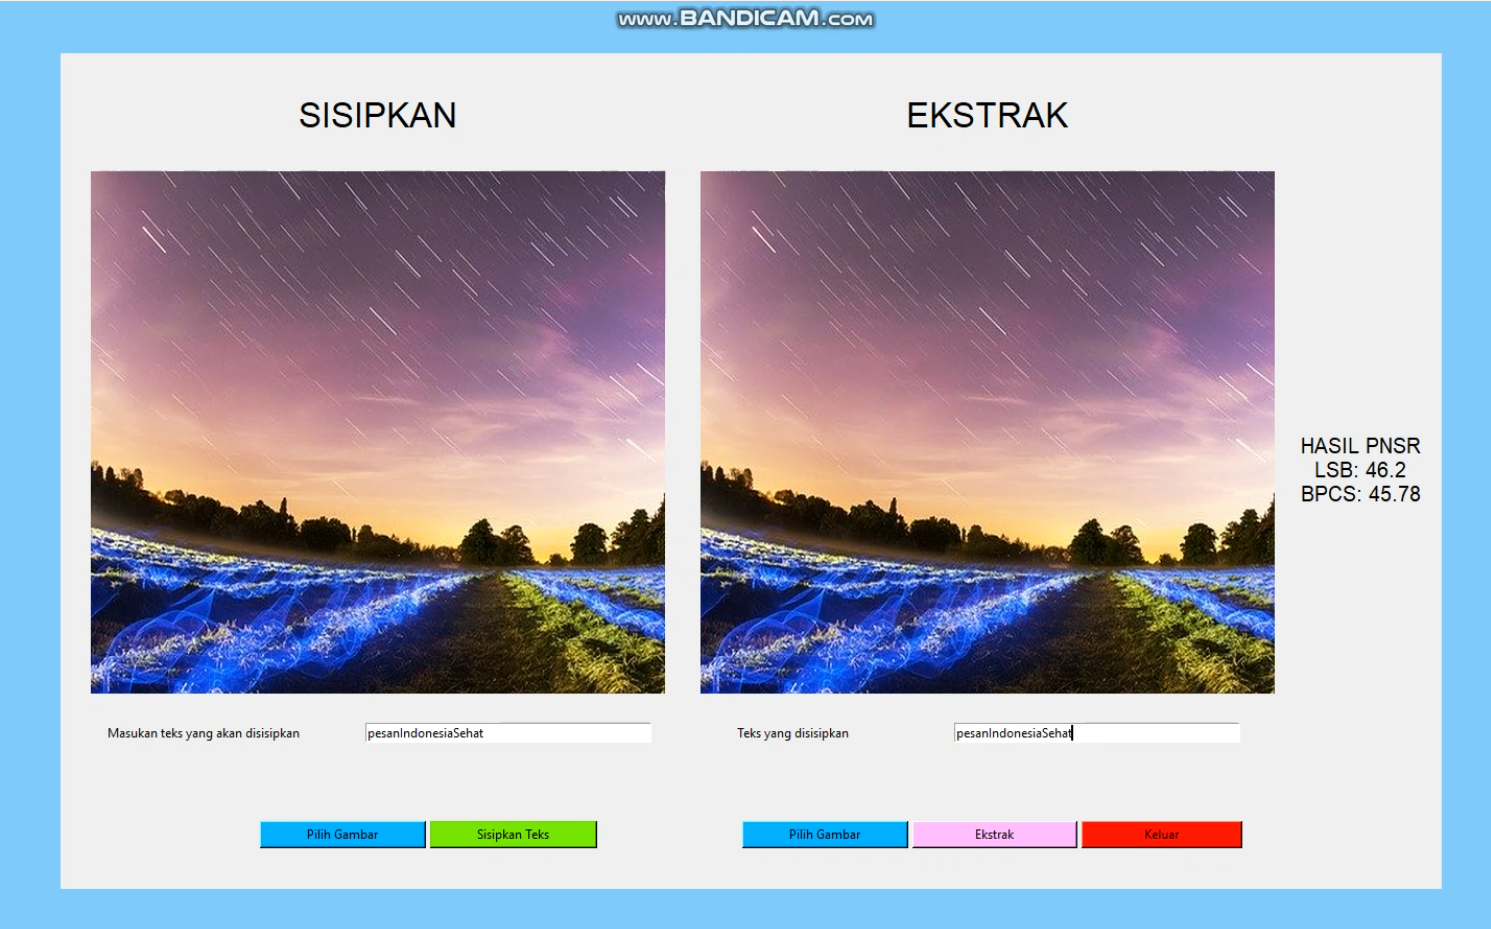 www.BANDICAM.com
SISIPKAN
EKSTRAK
HASIL PNSR
LSB: 46.2
BPCS: 45.78
Masukan teks yang akan disisipkan
pesanIndonesiaSehat
Teks yang disisipkan
pesanIndonesiaSehat
Pilih Gambar
Sisipkan Teks
Pilih Gambar
Ekstrak
Keluar